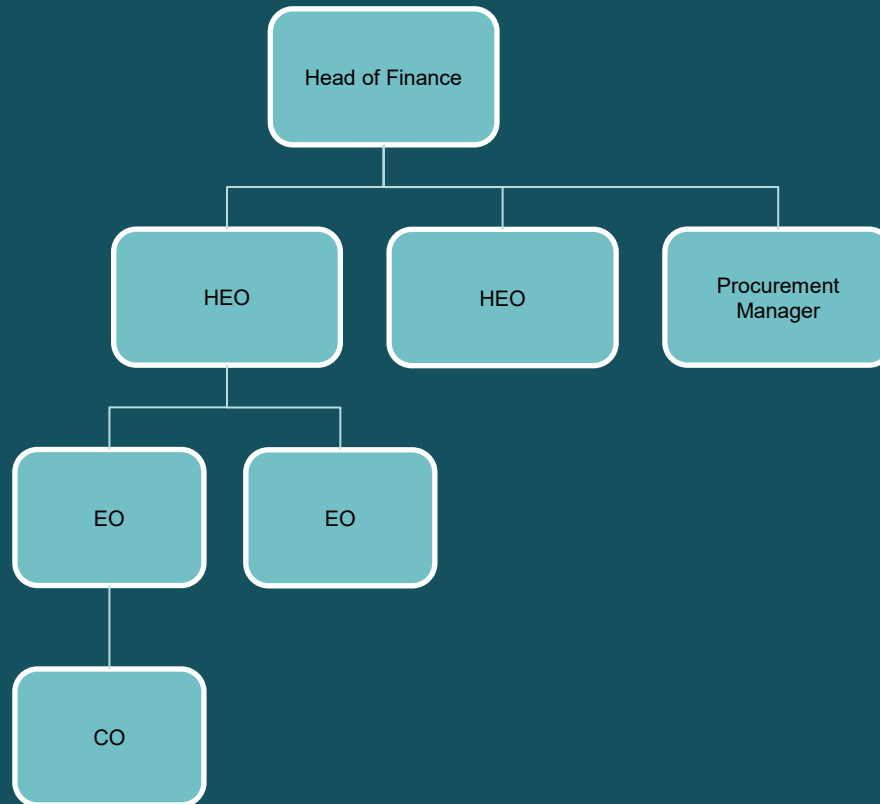 Head of Finance
HEO
HEO
Procurement
Manager
EO
EO
CO